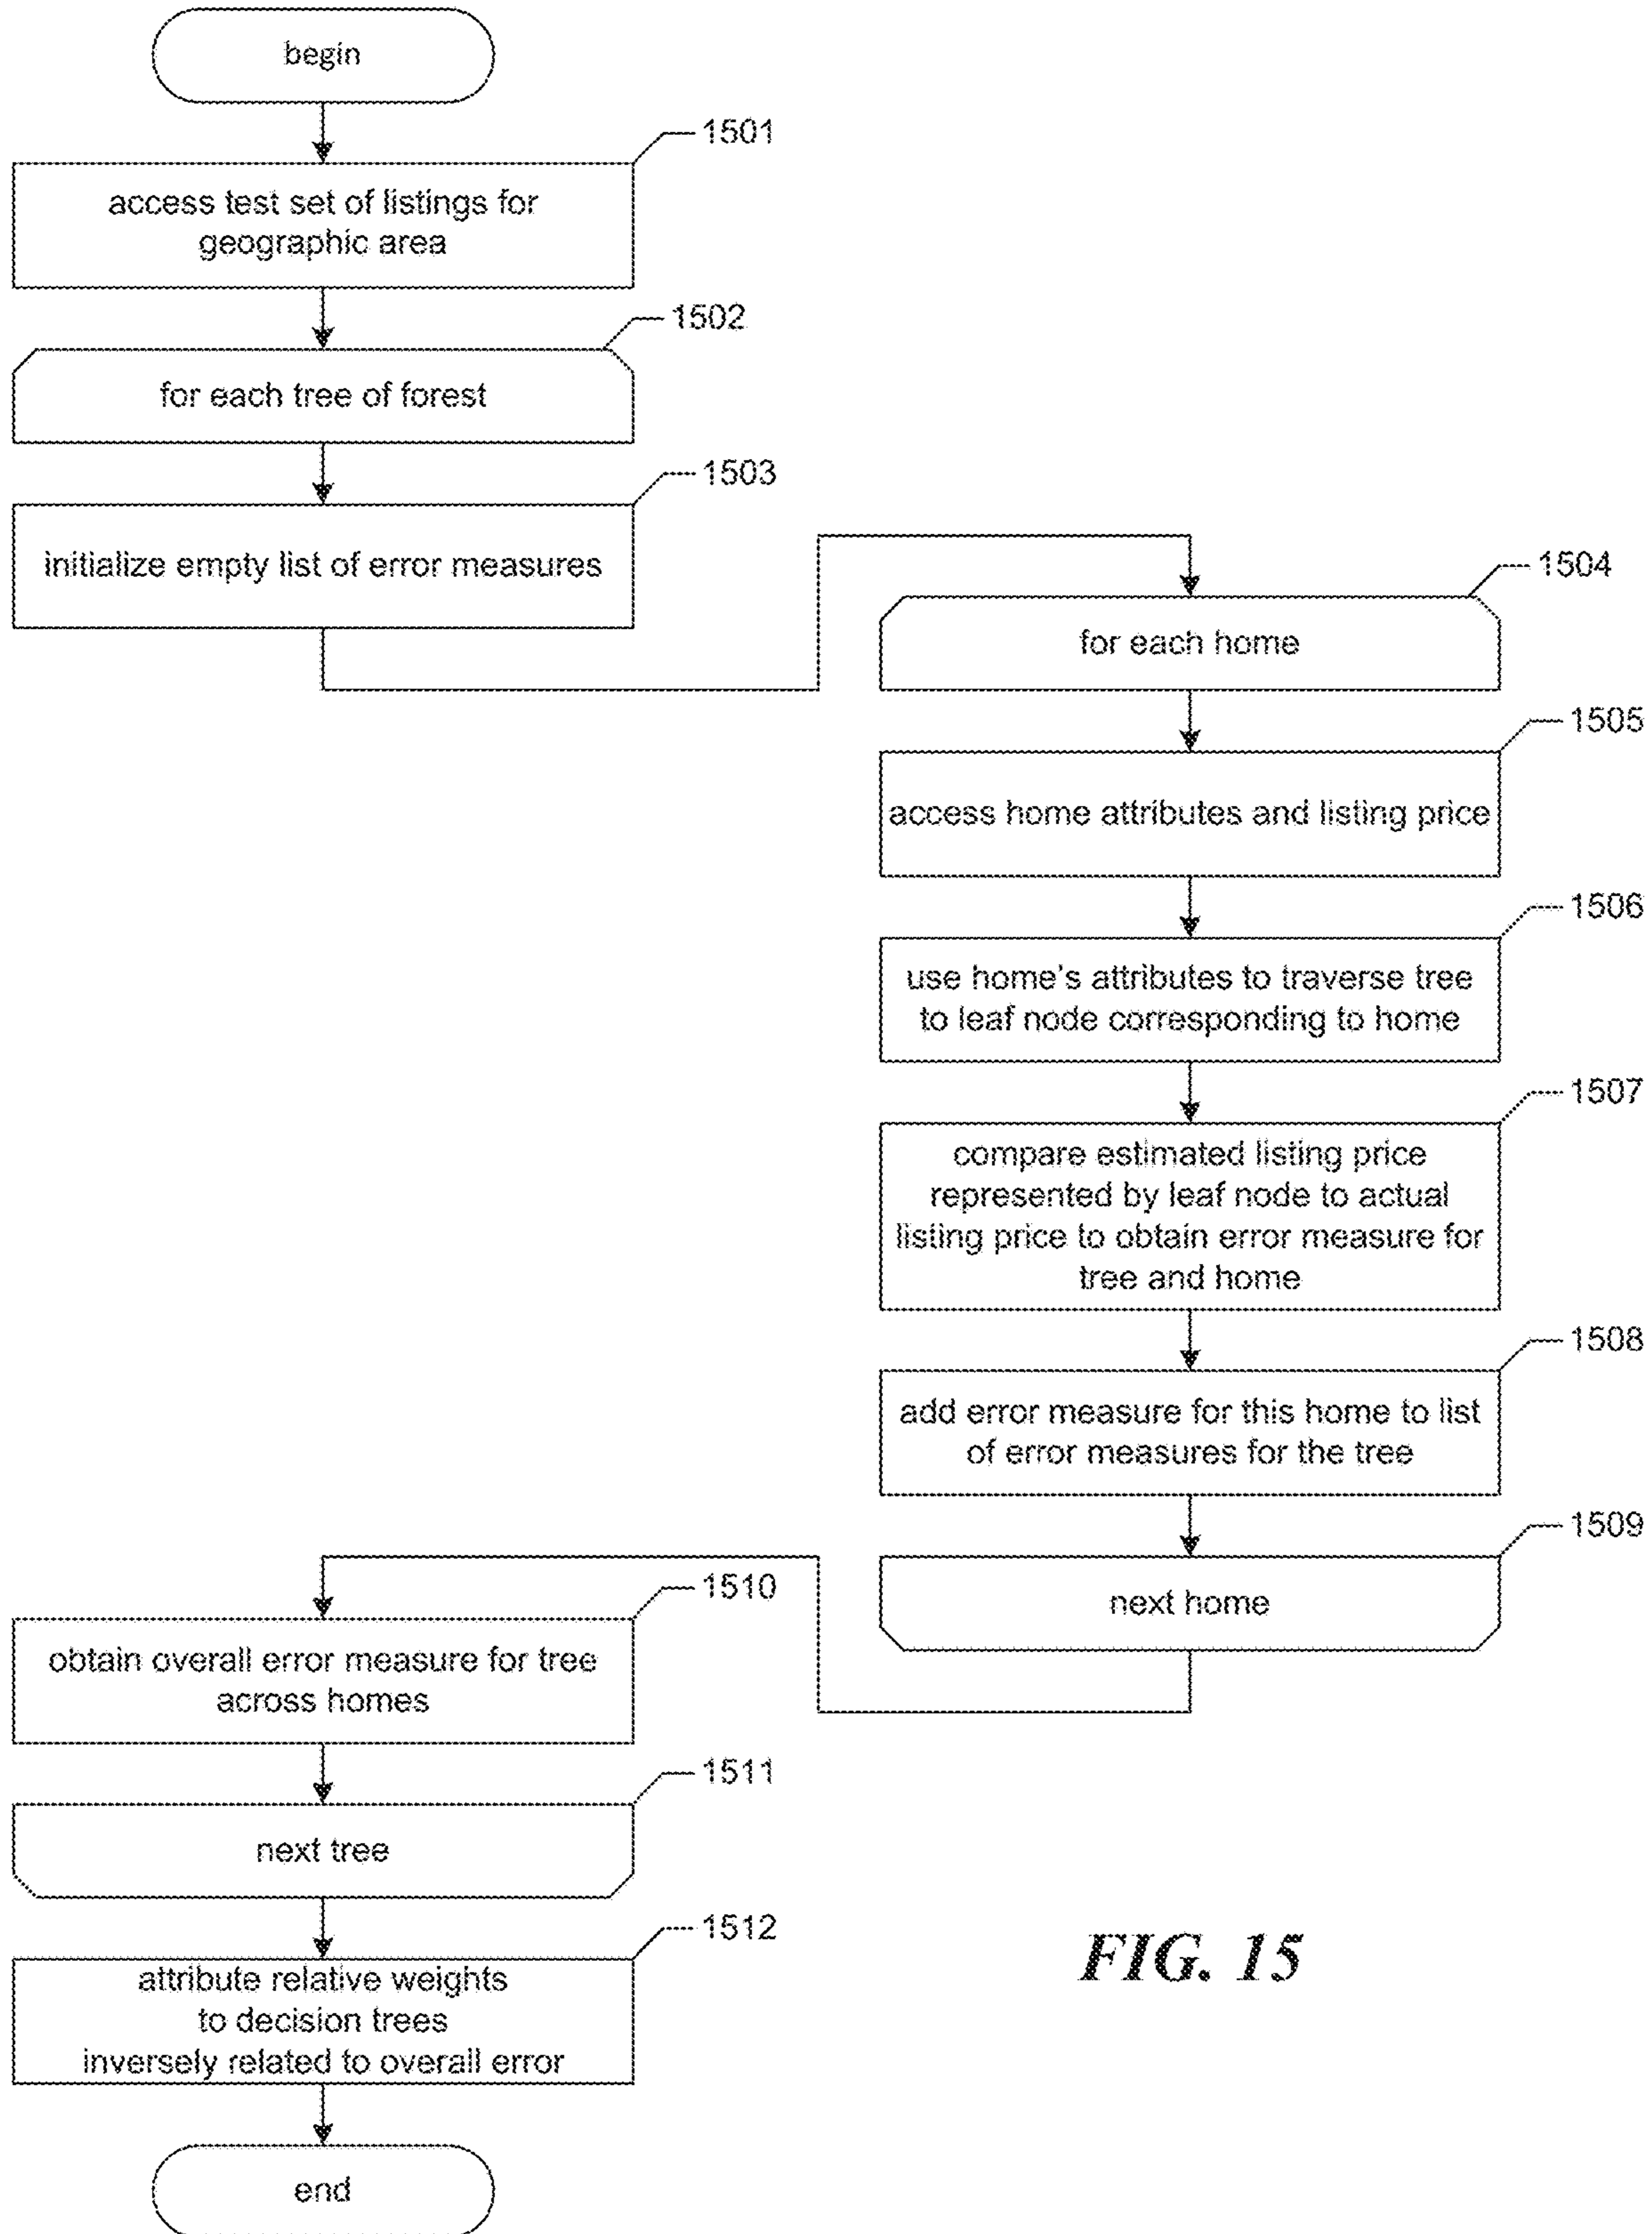 begin
1501
access test set of listings for
geographic area
1502
for each tree of forest
1503
initialize empty list of error measures
1504
for each home
1505
access home attributes and listing price
1506
use home's attributes to traverse tree
to leaf node corresponding to home
1507
compare estimated listing price
represented by leaf node to actual
listing price to obtain error measure for
tree and home
1508
add error measure for this home to list
of error measures for the tree
1509
next home
1510
obtain overall error measure for tree
across homes
1511
next tree
1512
attribute relative weights
to decision trees
inversely related to overall error
end
FIG. 15